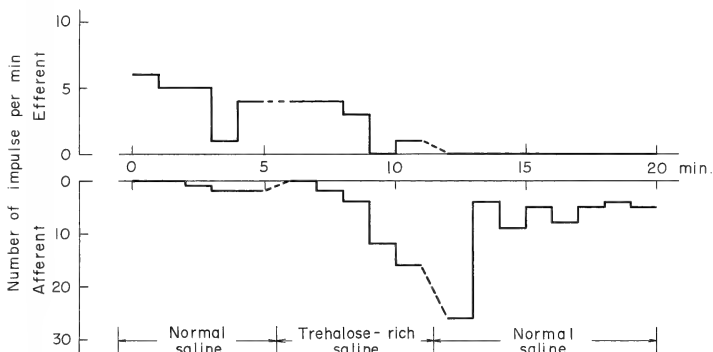 10
5
0
Efferent
Number of impulse per min
0 5 10 15 20 min.
0
10
20
30
Afferent
Normal saline
Trehalose-rich saline
Normal saline